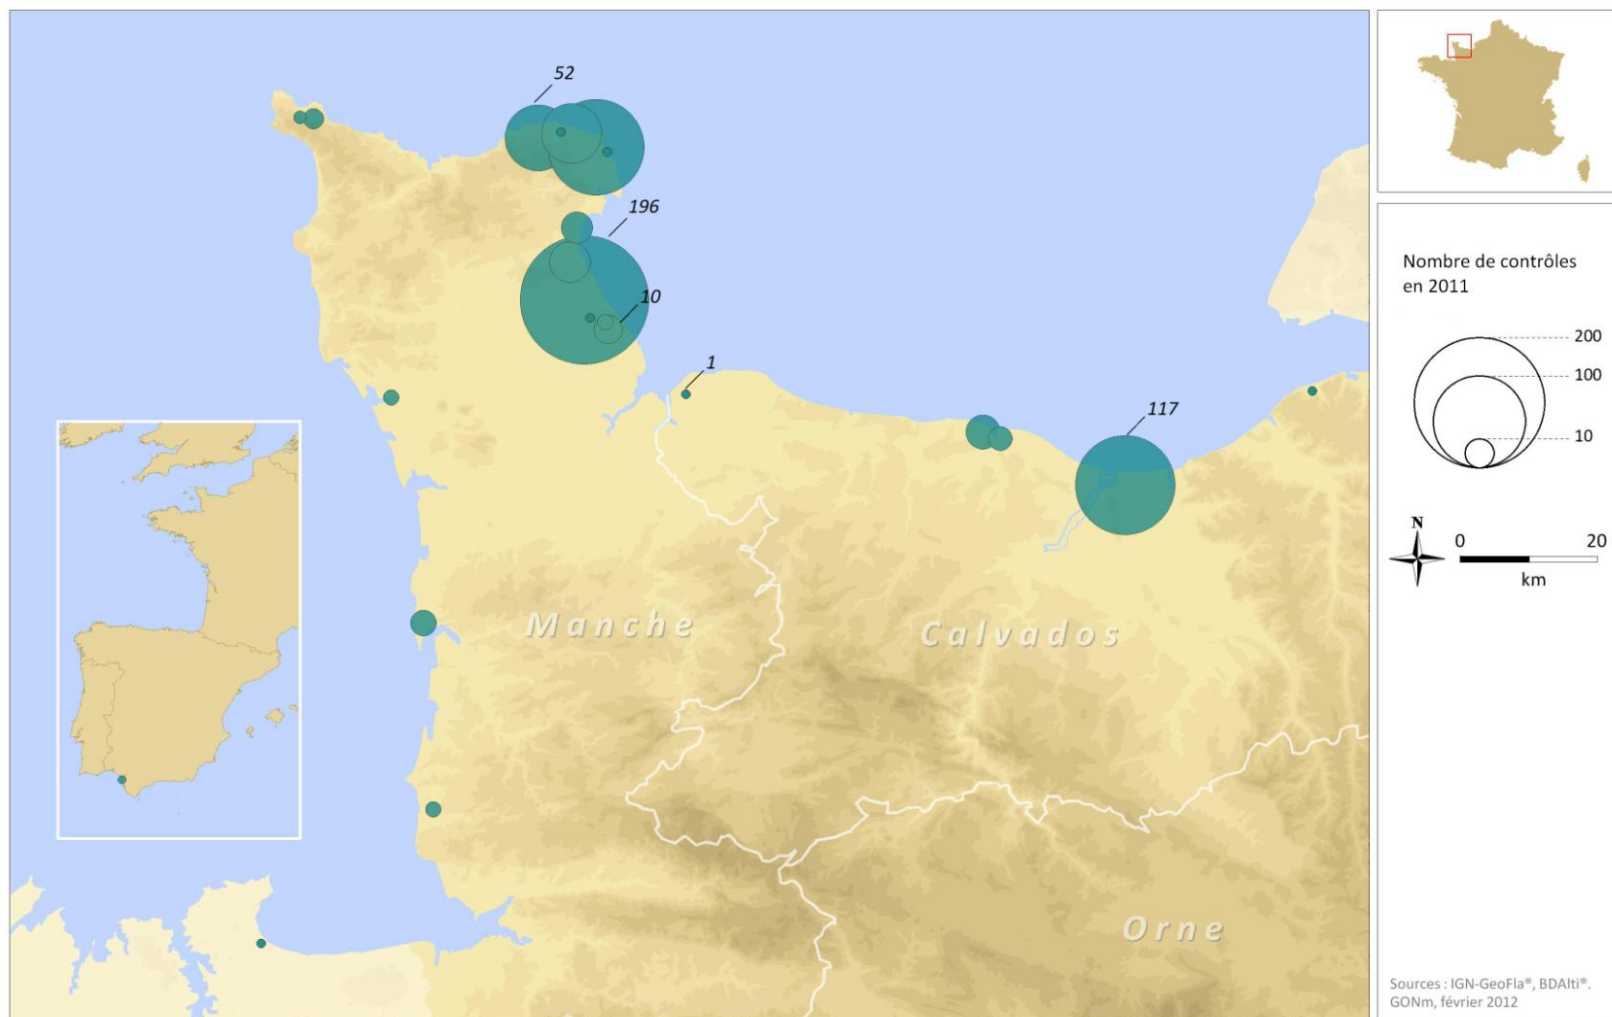 52
196
10
1
117
Manche
Calvados
Orne
Nombre de contrôles
en 2011
200
100
10
N
0 20
km
Sources : IGN-GeoFla®, BDAlti®.
GONm, février 2012